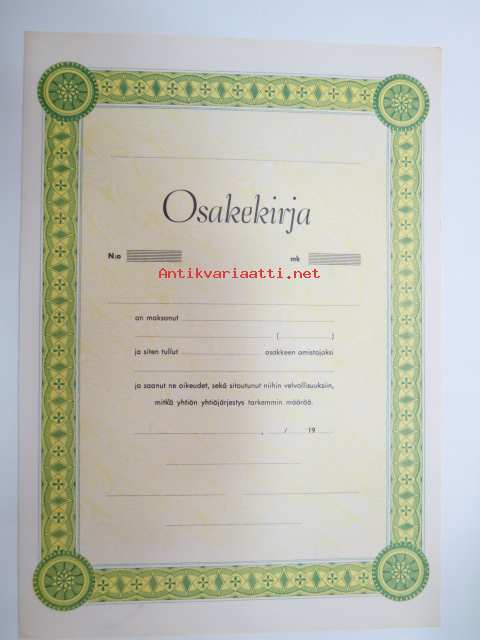 Osakekirja
N:o mk
Antikvariaatti.net
on maksanut
( )
ja siten tullut osakkeen omistajaksi
ja saanut ne oikeudet, sekä sitoutunut niihin velvollisuuksiin,
mitkä yhtiön yhtiöjärjestys tarkemmin määrää.
, / 19